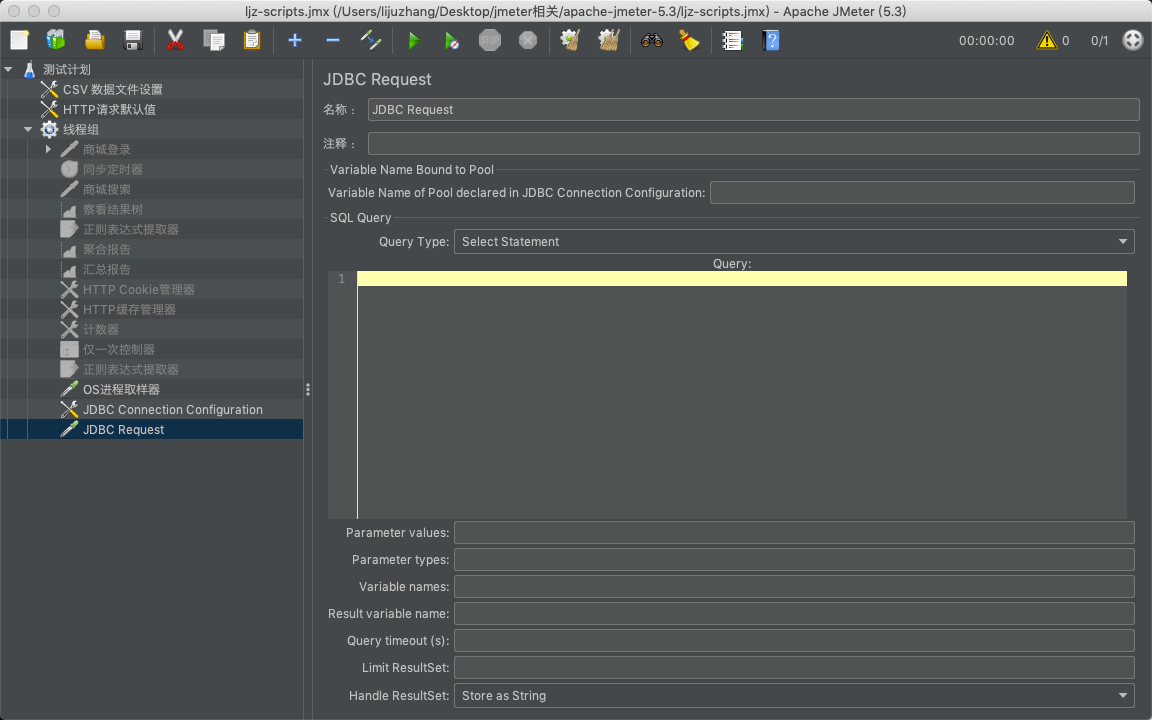 ljz-scripts.jmx (/Users/lijuzhang/Desktop/jmeter相关/apache-jmeter-5.3/ljz-scripts.jmx) - Apache JMeter (5.3)
STOP
00:00:00
0
0/1
测试计划
CSV 数据文件设置
HTTP请求默认值
线程组
商城登录
同步定时器
商城搜索
察看结果树
正则表达式提取器
聚合报告
汇总报告
HTTP Cookie管理器
HTTP缓存管理器
计数器
仅一次控制器
正则表达式提取器
OS进程取样器
JDBC Connection Configuration
JDBC Request
JDBC Request
名称： JDBC Request
注释：
Variable Name Bound to Pool
Variable Name of Pool declared in JDBC Connection Configuration:
SQL Query
Query Type: Select Statement
Query:
1
Parameter values:
Parameter types:
Variable names:
Result variable name:
Query timeout (s):
Limit ResultSet:
Handle ResultSet: Store as String